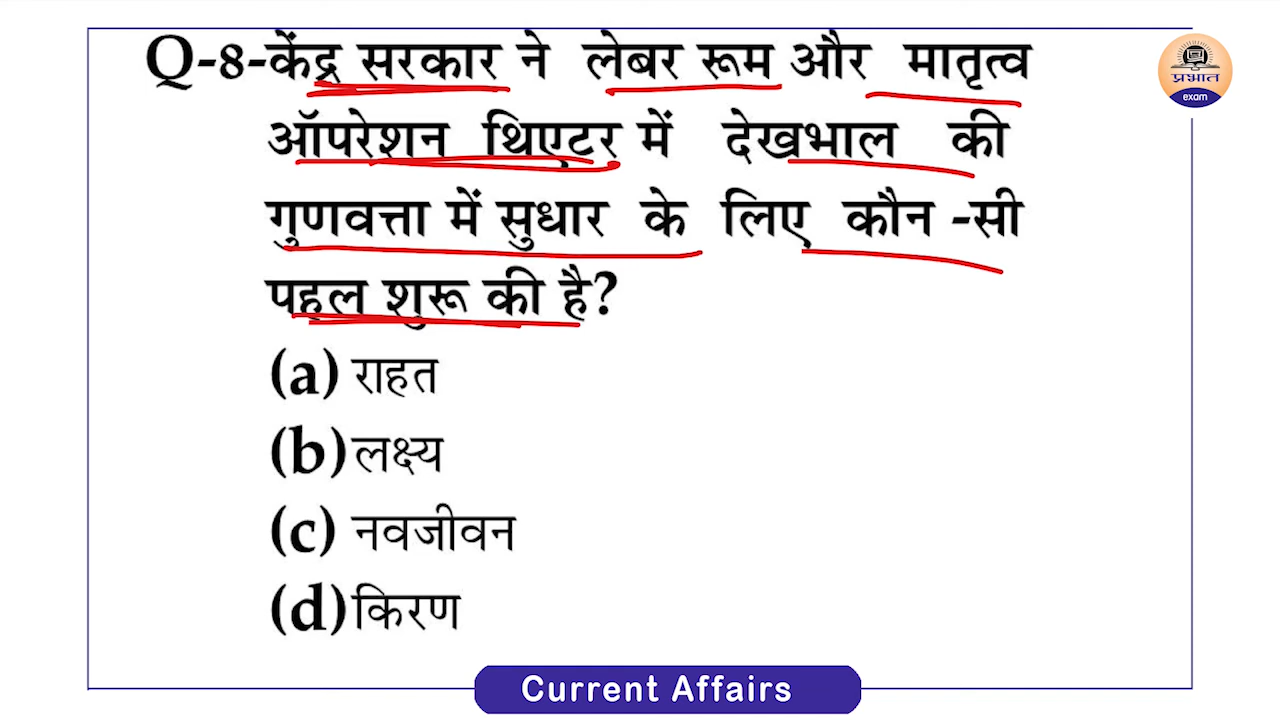 Q-8-केंद्र सरकार ने लेबर रूम और मातृत्व
ऑपरेशन थिएटर में देखभाल की
गुणवत्ता में सुधार के लिए कौन -सी
पहल शुरू की है?
(a) राहत
(b) लक्ष्य
(c) नवजीवन
(d) किरण
Current Affairs
प्रभात
exam